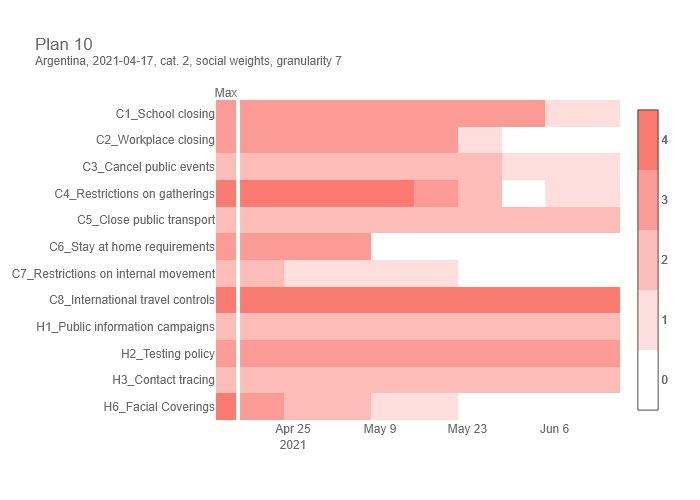 Plan 10
Argentina, 2021-04-17, cat. 2, social weights, granularity 7
Max
C1_School closing
C2_Workplace closing
C3_Cancel public events
C4_Restrictions on gatherings
C5_Close public transport
C6_Stay at home requirements
C7_Restrictions on internal movement
C8_International travel controls
H1_Public information campaigns
H2_Testing policy
H3_Contact tracing
H6_Facial Coverings
Apr 25 May 9 May 23 Jun 6
2021
4
3
2
1
0